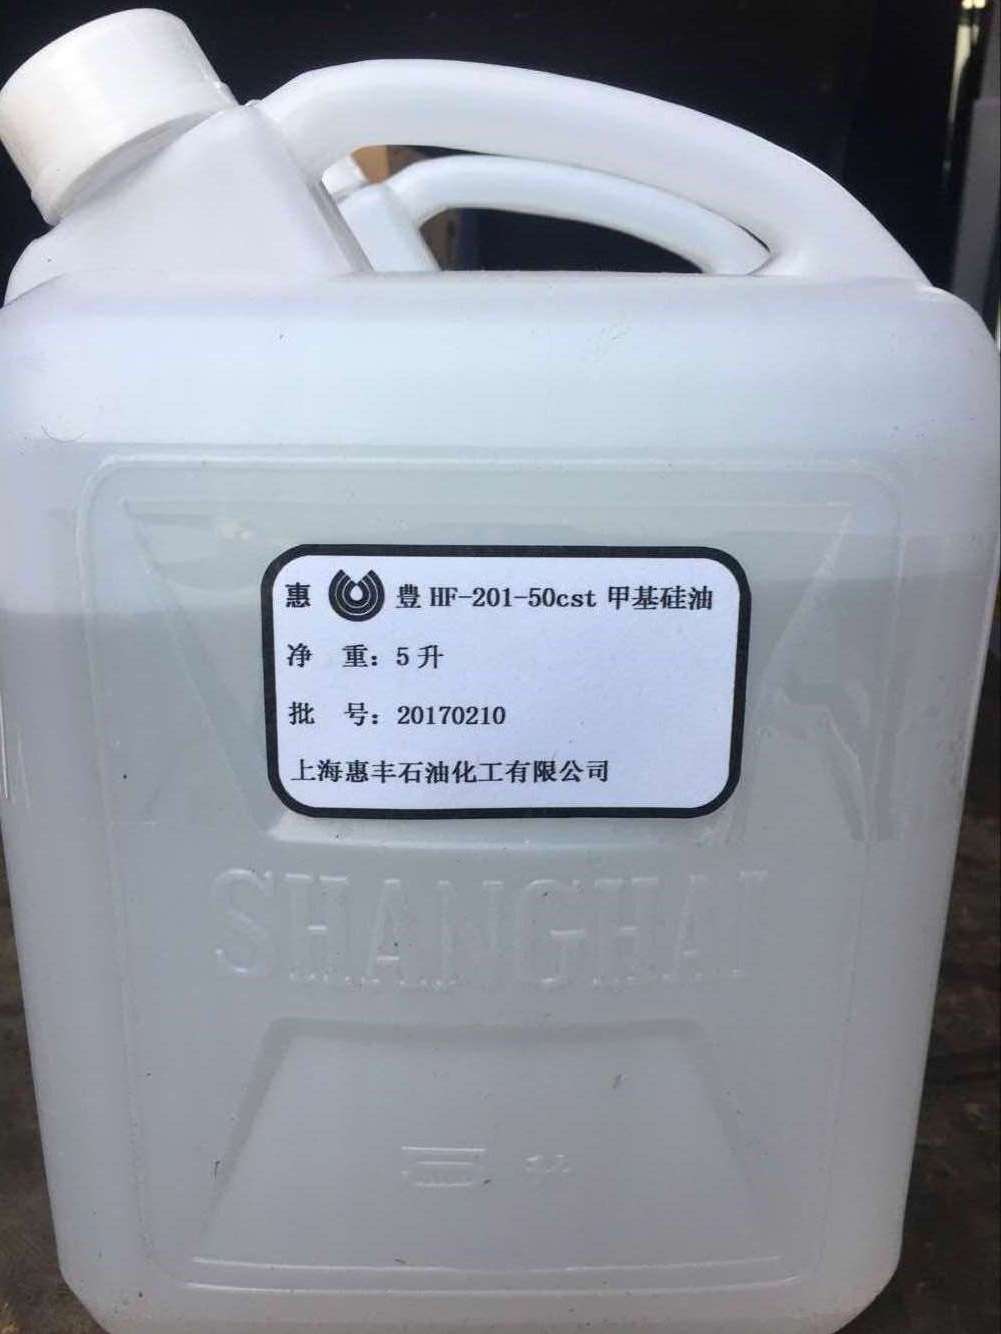 惠 豊 HF-201-50cst 甲基硅油
净 重：5 升
批 号：20170210
上海惠丰石油化工有限公司
SHANGHAI